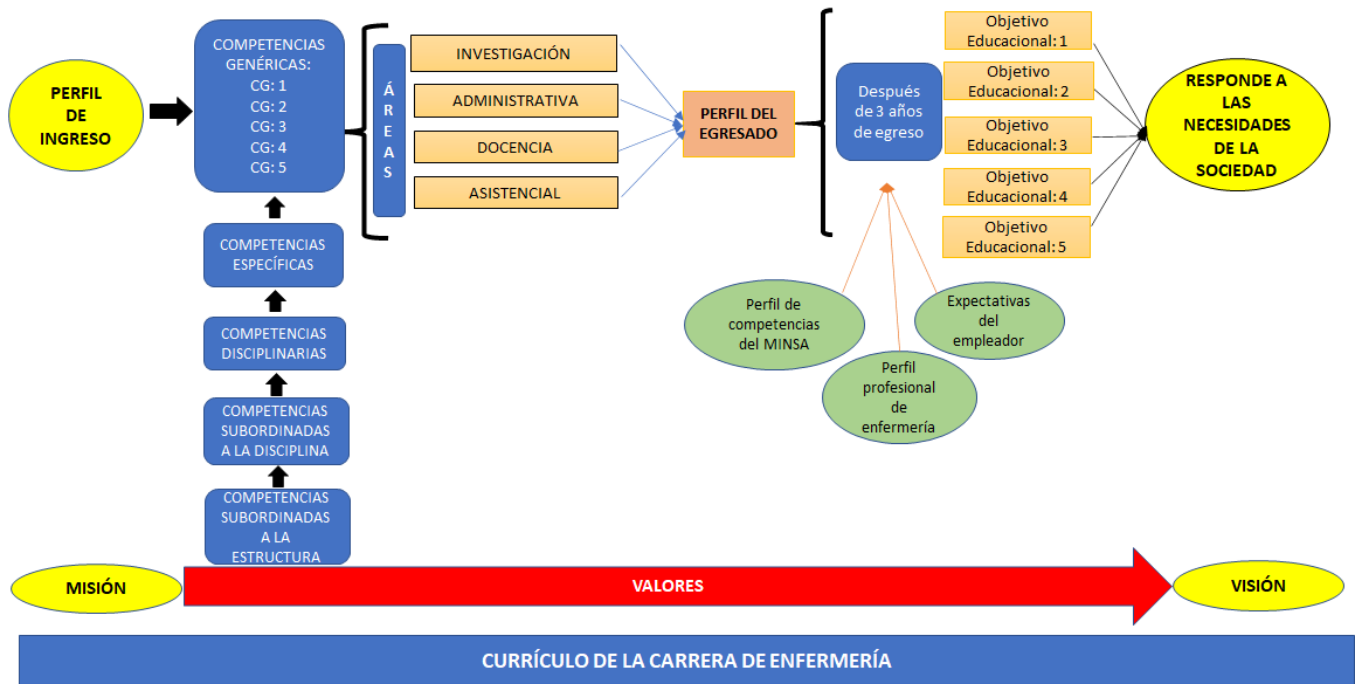 PERFIL
DE
INGRESO
COMPETENCIAS
GENÉRICAS:
CG: 1
CG: 2
CG: 3
CG: 4
CG: 5
COMPETENCIAS
ESPECÍFICAS
COMPETENCIAS
DISCIPLINARIAS
COMPETENCIAS
SUBORDINADAS
A LA DISCIPLINA
COMPETENCIAS
SUBORDINADAS
A LA
ESTRUCTURA
ÁREAS
INVESTIGACIÓN
ADMINISTRATIVA
DOCENCIA
ASISTENCIAL
PERFIL DEL
EGRESADO
Después
de 3 años
de egreso
Objetivo
Educacional: 1
Objetivo
Educacional: 2
Objetivo
Educacional: 3
Objetivo
Educacional: 4
Objetivo
Educacional: 5
RESPONDE A
LAS
NECESIDADES
DE LA
SOCIEDAD
Perfil de
competencias
del MINSA
Perfil
profesional
de
enfermería
Expectativas
del
empleador
MISIÓN
VALORES
VISIÓN
CURRÍCULO DE LA CARRERA DE ENFERMERÍA